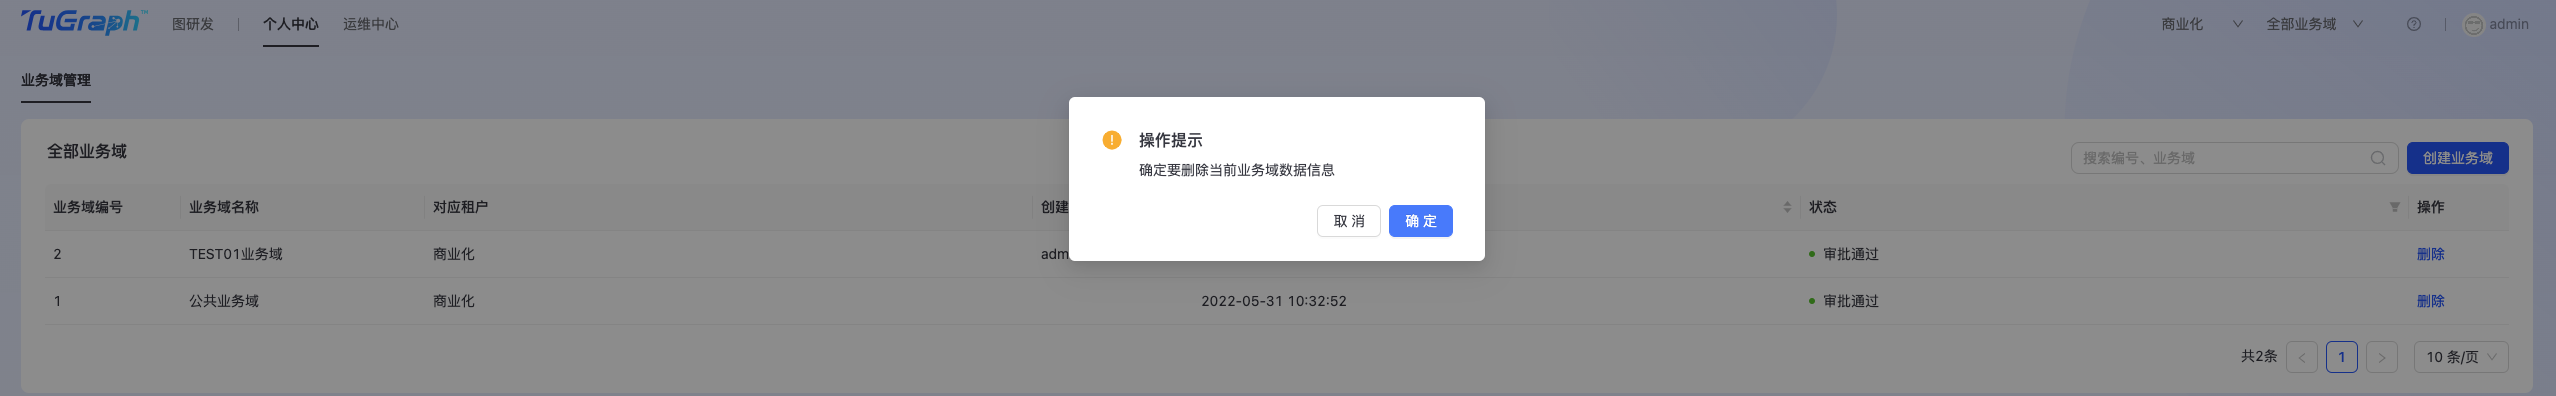 TuGraph™ 图研发 个人中心 运维中心 商业化 全部业务域 admin
业务域管理
操作提示
确定要删除当前业务域数据信息
取 消 确 定
全部业务域 搜索编号、业务域 创建业务域
业务域编号 业务域名称 对应租户 创建 状态 操作
2 TEST01业务域 商业化 adm 审批通过 删除
1 公共业务域 商业化 2022-05-31 10:32:52 审批通过 删除
共2条 < 1 > 10 条/页